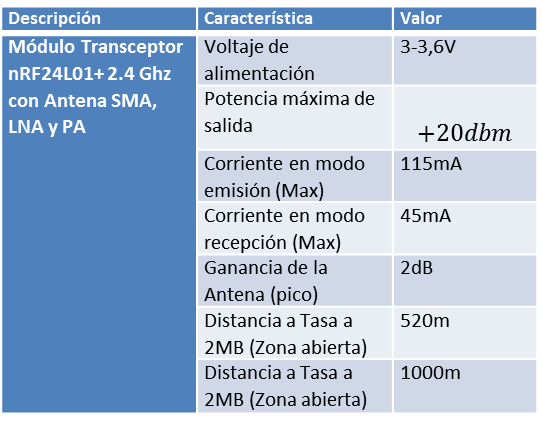 Descripción Característica Valor
Módulo Transceptor
nRF24L01+ 2.4 Ghz
con Antena SMA,
LNA y PA
Voltaje de
alimentación
3-3,6V
Potencia máxima de
salida
+20dbm
Corriente en modo
emisión (Max)
115mA
Corriente en modo
recepción (Max)
45mA
Ganancia de la
Antena (pico)
2dB
Distancia a Tasa a
2MB (Zona abierta)
520m
Distancia a Tasa a
2MB (Zona abierta)
1000m